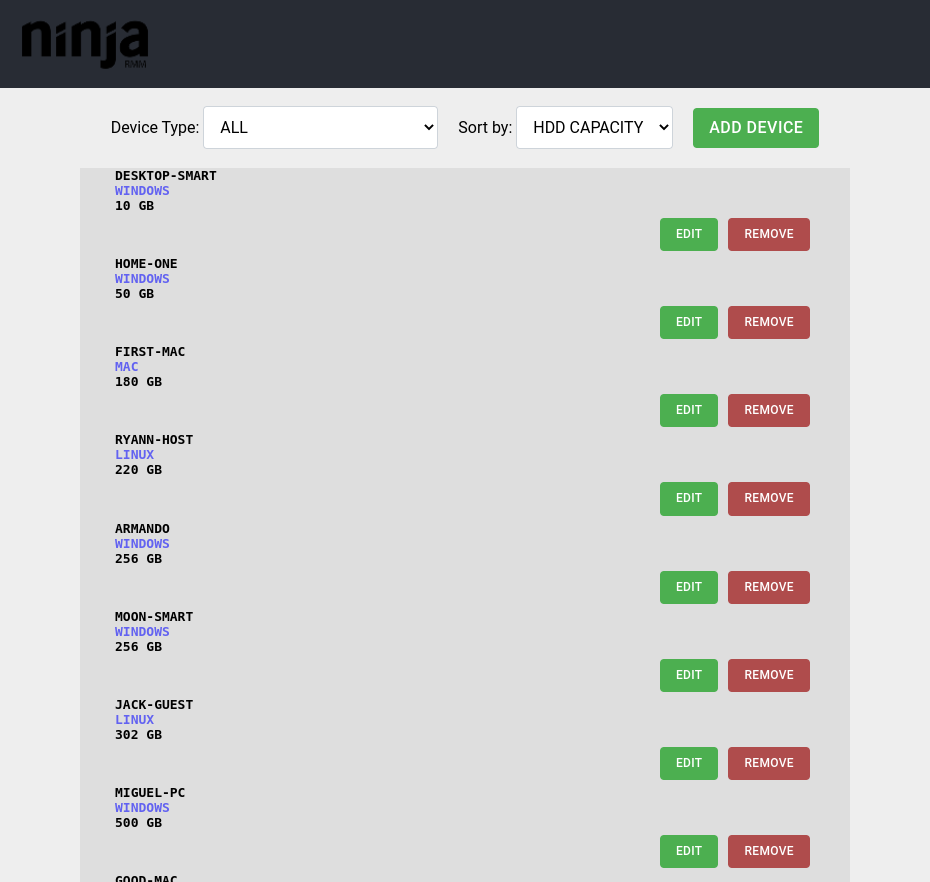 ninja
RMM
Device Type: ALL Sort by: HDD CAPACITY ADD DEVICE
DESKTOP-SMART
WINDOWS
10 GB
EDIT REMOVE
HOME-ONE
WINDOWS
50 GB
EDIT REMOVE
FIRST-MAC
MAC
180 GB
EDIT REMOVE
RYANN-HOST
LINUX
220 GB
EDIT REMOVE
ARMANDO
WINDOWS
256 GB
EDIT REMOVE
MOON-SMART
WINDOWS
256 GB
EDIT REMOVE
JACK-GUEST
LINUX
302 GB
EDIT REMOVE
MIGUEL-PC
WINDOWS
500 GB
EDIT REMOVE
GOOD-MAC